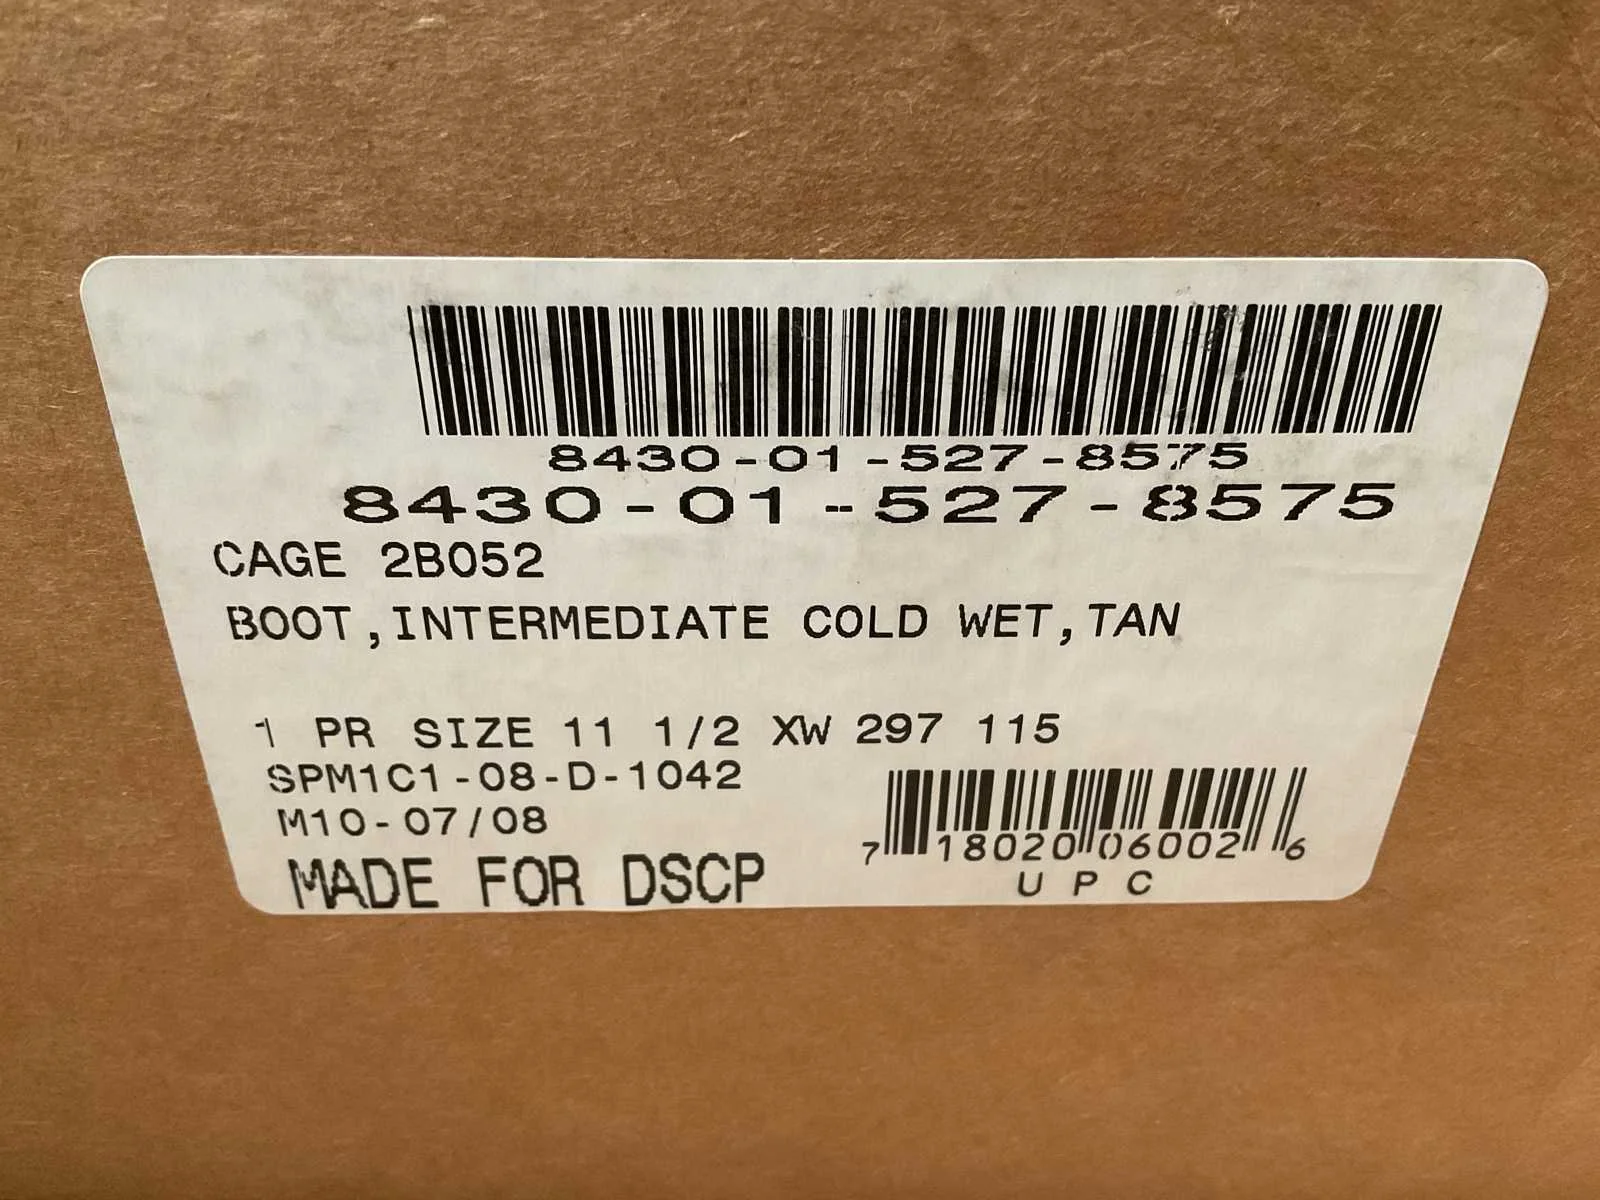 8430-01-527-8575
8430-01-527-8575
CAGE 2B052
BOOT,INTERMEDIATE COLD WET,TAN
1 PR SIZE 11 1/2 XW 297 115
SPM1C1-08-D-1042
M10-07/08
MADE FOR DSCP
7 18020 06002 6
UPC